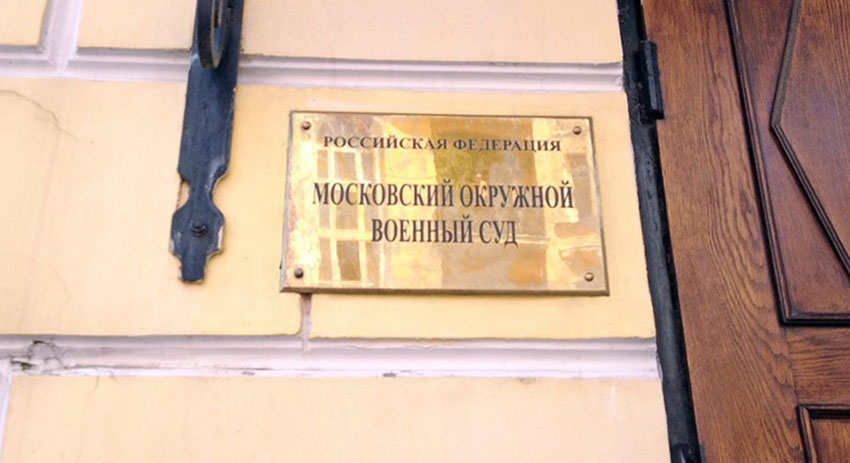 РОССИЙСКАЯ ФЕДЕРАЦИЯ
МОСКОВСКИЙ ОКРУЖНОЙ
ВОЕННЫЙ СУД